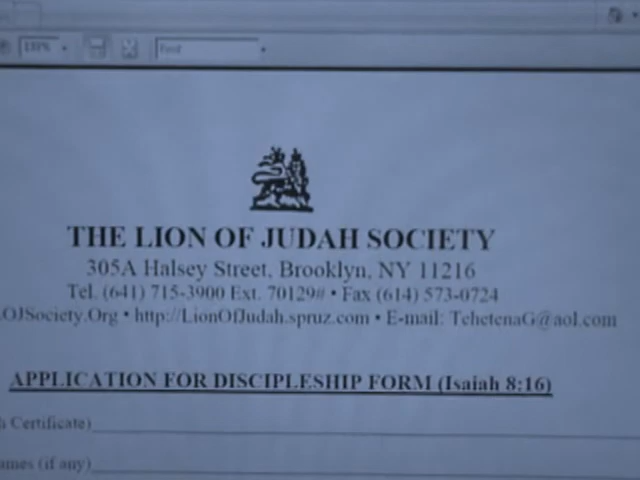 Find
THE LION OF JUDAH SOCIETY
305A Halsey Street, Brooklyn, NY 11216
Tel. (641) 715-3900 Ext. 70129# • Fax (614) 573-0724
OJSociety.Org • http://LionOfJudah.spruz.com • E-mail: TehetenaG@aol.com
APPLICATION FOR DISCIPLESHIP FORM (Isaiah 8:16)
h Certificate)
ames (if any)